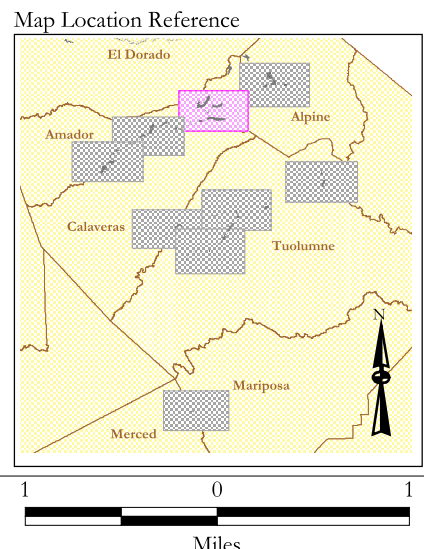 Map Location Reference
El Dorado
Alpine
Amador
Calaveras
Tuolumne
N
Mariposa
Merced
1 0 1
Miles